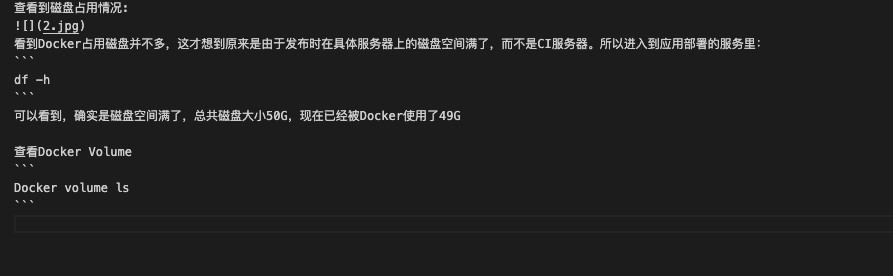 查看到磁盘占用情况:
![](2.jpg)
看到Docker占用磁盘并不多，这才想到原来是由于发布时在具体服务器上的磁盘空间满了，而不是CI服务器。所以进入到应用部署的服务里：
```
df -h
```
可以看到，确实是磁盘空间满了，总共磁盘大小50G，现在已经被Docker使用了49G
查看Docker Volume
```
Docker volume ls
```